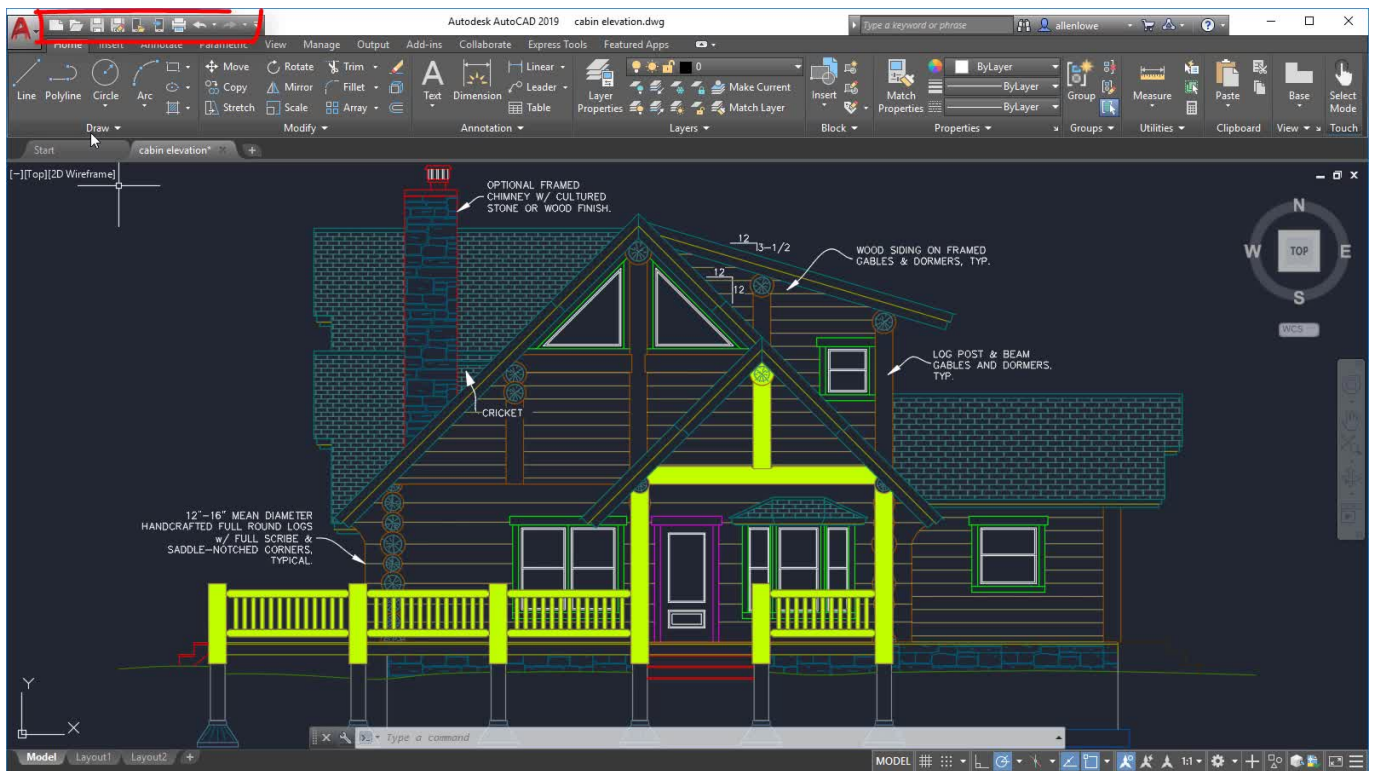 Autodesk AutoCAD 2019 cabin elevation.dwg
Type a keyword or phrase
allenlowe
Home Insert Annotate Parametric View Manage Output Add-ins Collaborate Express Tools Featured Apps
Line Polyline Circle Arc
Move Rotate Trim
Copy Mirror Fillet
Stretch Scale Array
Text Dimension
Linear
Leader
Table
Layer Properties
0
Make Current
Match Layer
Insert
Match Properties
ByLayer
ByLayer
ByLayer
Group
Measure
Paste
Base
Select Mode
Draw Modify Annotation Layers Block Properties Groups Utilities Clipboard View Touch
Start cabin elevation* +
[−][Top][2D Wireframe]
OPTIONAL FRAMED
CHIMNEY W/ CULTURED
STONE OR WOOD FINISH.
12
3-1/2
12
12
WOOD SIDING ON FRAMED
GABLES & DORMERS, TYP.
N
W TOP E
S
WCS
LOG POST & BEAM
GABLES AND DORMERS,
TYP.
CRICKET
12"-16" MEAN DIAMETER
HANDCRAFTED FULL ROUND LOGS
w/ FULL SCRIBE &
SADDLE-NOTCHED CORNERS,
TYPICAL.
Y
X
Type a command
Model Layout1 Layout2 +
MODEL 1:1